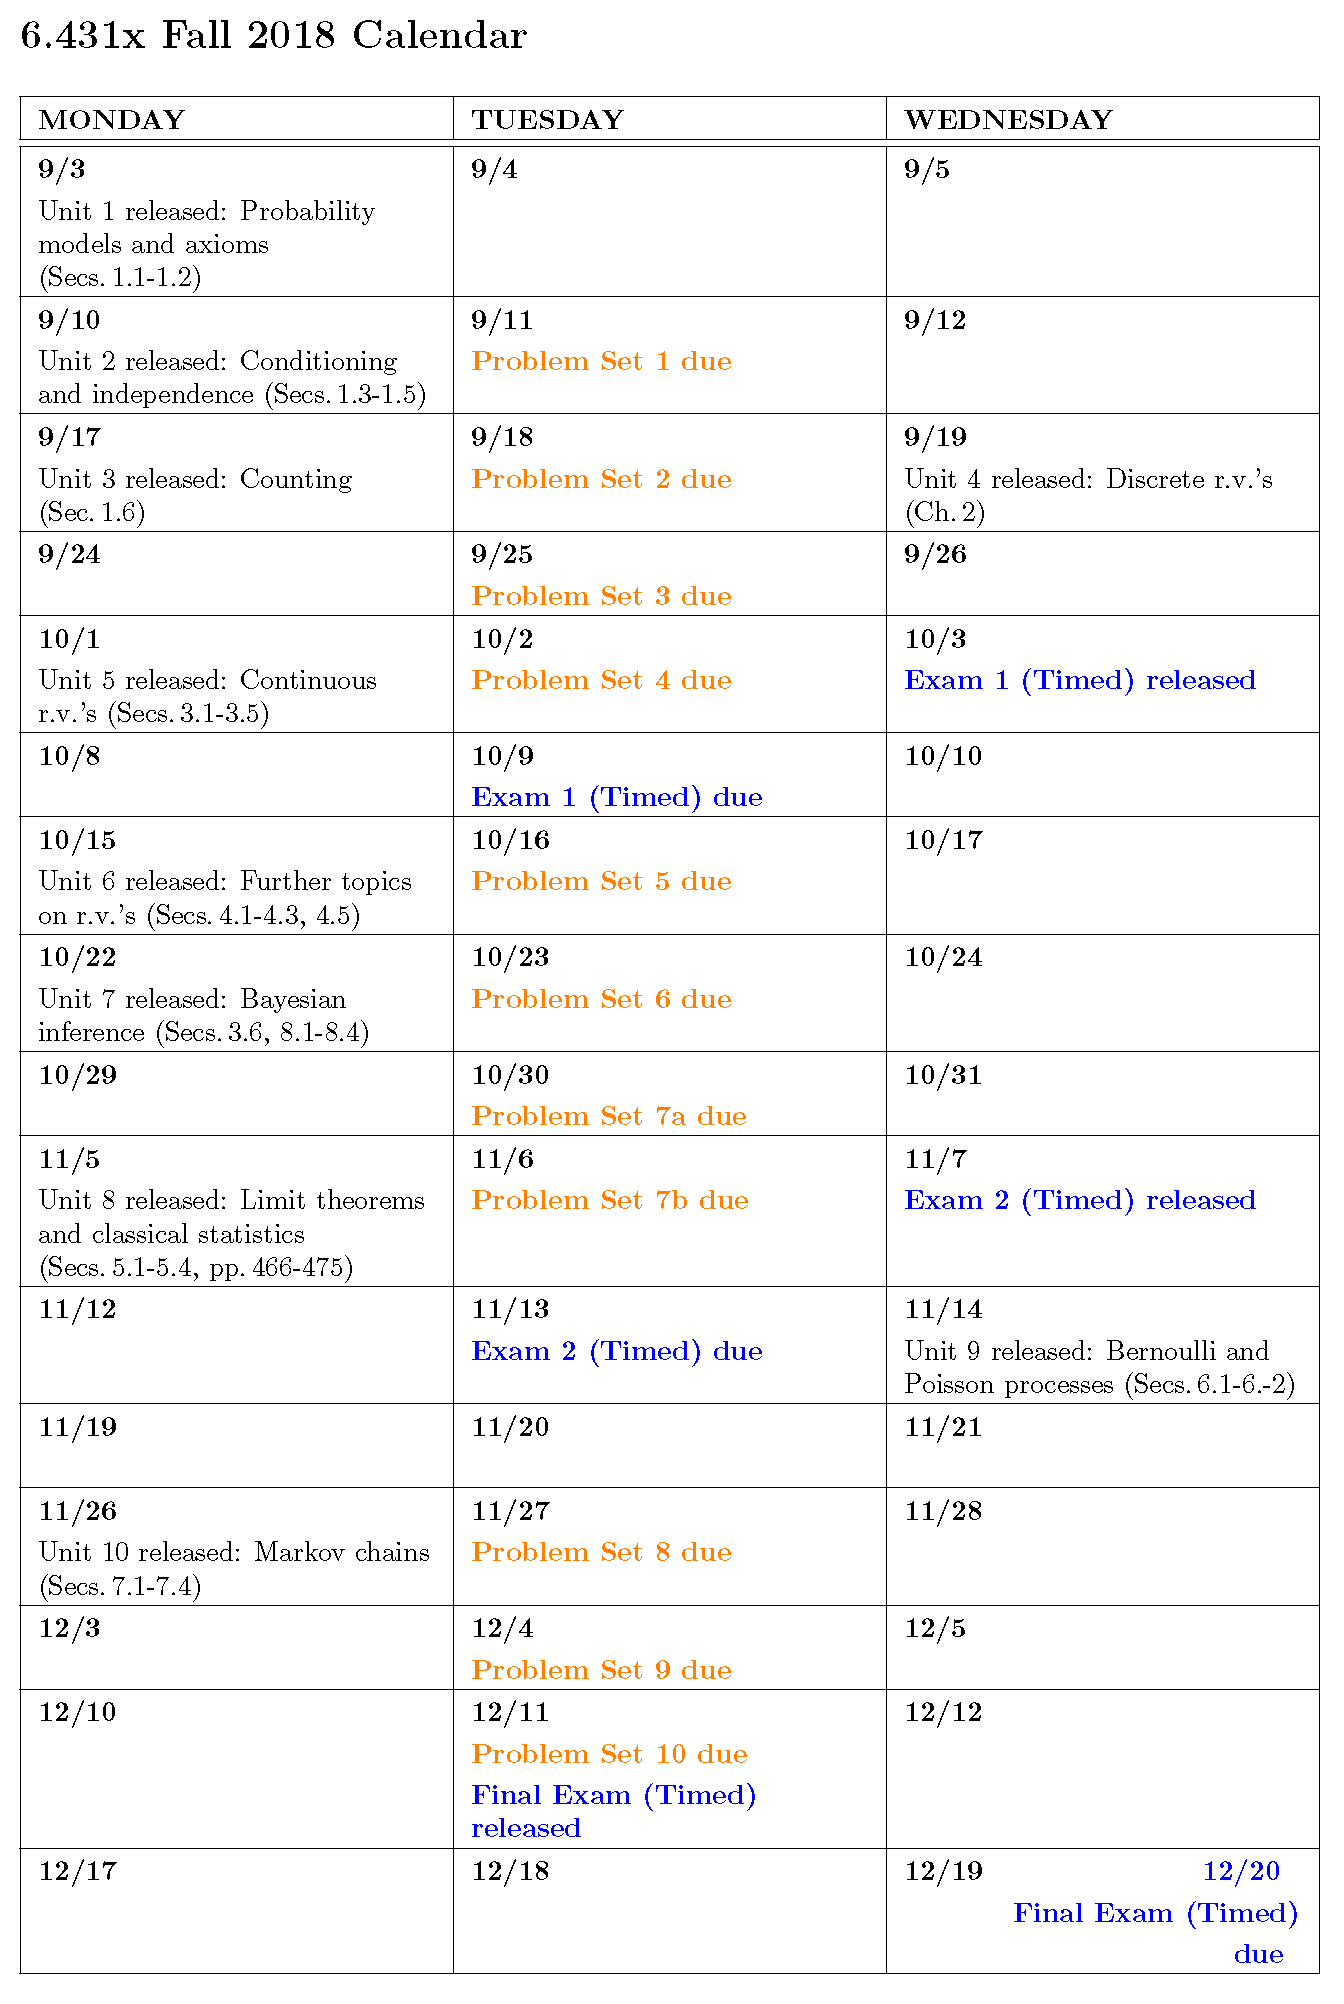 6.431x Fall 2018 Calendar
MONDAY
TUESDAY
WEDNESDAY
9/3
Unit 1 released: Probability
models and axioms
(Secs. 1.1-1.2)
9/4
9/5
9/10
Unit 2 released: Conditioning
and independence (Secs. 1.3-1.5)
9/11
Problem Set 1 due
9/12
9/17
Unit 3 released: Counting
(Sec. 1.6)
9/18
Problem Set 2 due
9/19
Unit 4 released: Discrete r.v.'s
(Ch. 2)
9/24
9/25
Problem Set 3 due
9/26
10/1
Unit 5 released: Continuous
r.v.'s (Secs. 3.1-3.5)
10/2
Problem Set 4 due
10/3
Exam 1 (Timed) released
10/8
10/9
Exam 1 (Timed) due
10/10
10/15
Unit 6 released: Further topics
on r.v.'s (Secs. 4.1-4.3, 4.5)
10/16
Problem Set 5 due
10/17
10/22
Unit 7 released: Bayesian
inference (Secs. 3.6, 8.1-8.4)
10/23
Problem Set 6 due
10/24
10/29
10/30
Problem Set 7a due
10/31
11/5
Unit 8 released: Limit theorems
and classical statistics
(Secs. 5.1-5.4, pp. 466-475)
11/6
Problem Set 7b due
11/7
Exam 2 (Timed) released
11/12
11/13
Exam 2 (Timed) due
11/14
Unit 9 released: Bernoulli and
Poisson processes (Secs. 6.1-6.-2)
11/19
11/20
11/21
11/26
Unit 10 released: Markov chains
(Secs. 7.1-7.4)
11/27
Problem Set 8 due
11/28
12/3
12/4
Problem Set 9 due
12/5
12/10
12/11
Problem Set 10 due
Final Exam (Timed)
released
12/12
12/17
12/18
12/19 12/20
Final Exam (Timed)
due